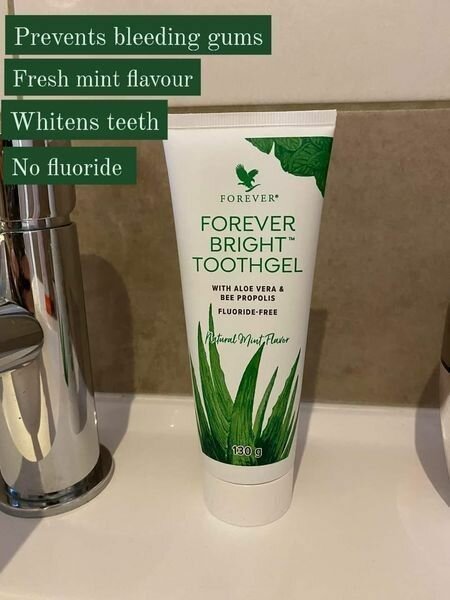 Prevents bleeding gums
Fresh mint flavour
Whitens teeth
No fluoride
FOREVER®
FOREVER
BRIGHT™
TOOTHGEL
WITH ALOE VERA &
BEE PROPOLIS
FLUORIDE-FREE
Natural Mint Flavor
130 g